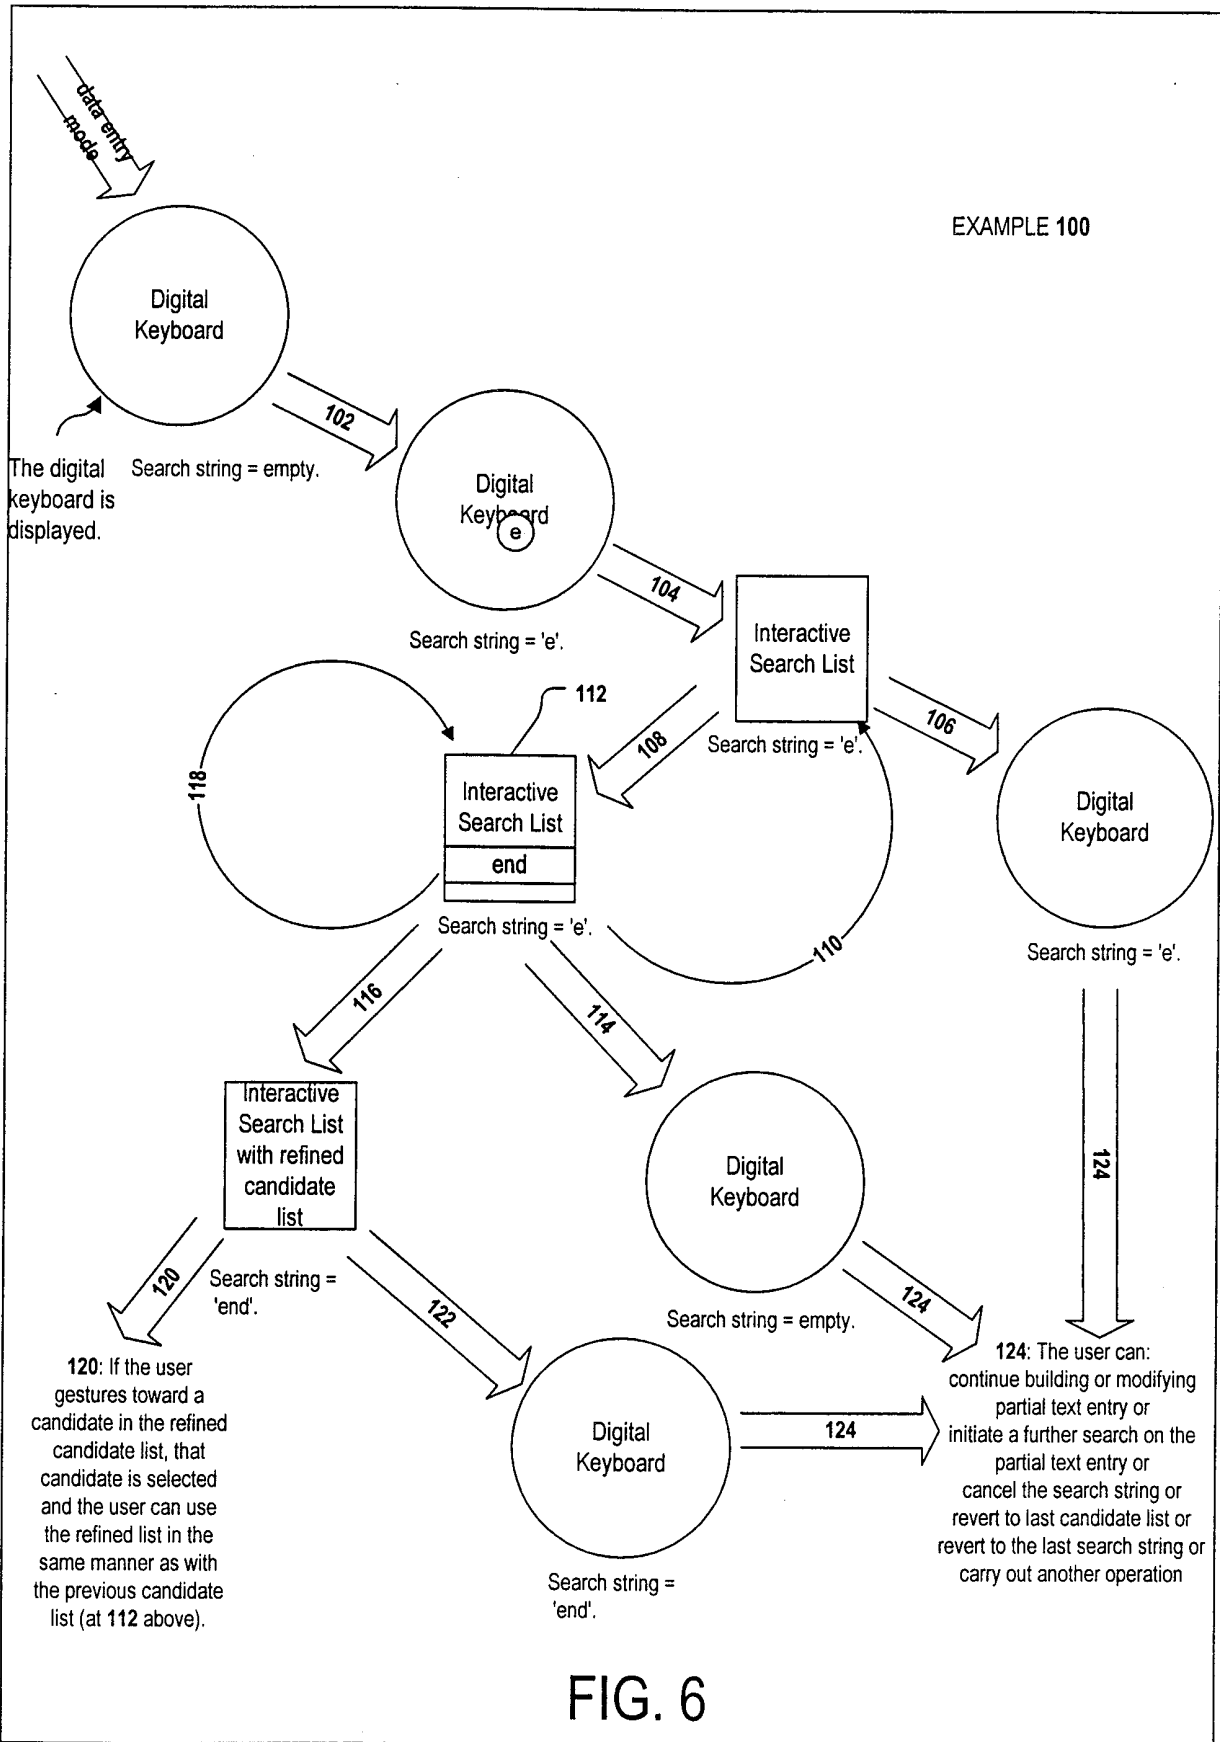 data entry
mode
EXAMPLE 100
Digital
Keyboard
102
The digital
keyboard is
displayed.
Search string = empty.
Digital
Keyboard
e
104
Search string = 'e'.
Interactive
Search List
112
106
108
Search string = 'e'.
118
Interactive
Search List
end
Digital
Keyboard
Search string = 'e'.
110
Search string = 'e'.
116
114
Interactive
Search List
with refined
candidate
list
Digital
Keyboard
124
120
Search string =
'end'.
122
124
Search string = empty.
120: If the user
gestures toward a
candidate in the refined
candidate list, that
candidate is selected
and the user can use
the refined list in the
same manner as with
the previous candidate
list (at 112 above).
Digital
Keyboard
124
Search string =
'end'.
124: The user can:
continue building or modifying
partial text entry or
initiate a further search on the
partial text entry or
cancel the search string or
revert to last candidate list or
revert to the last search string or
carry out another operation
FIG. 6